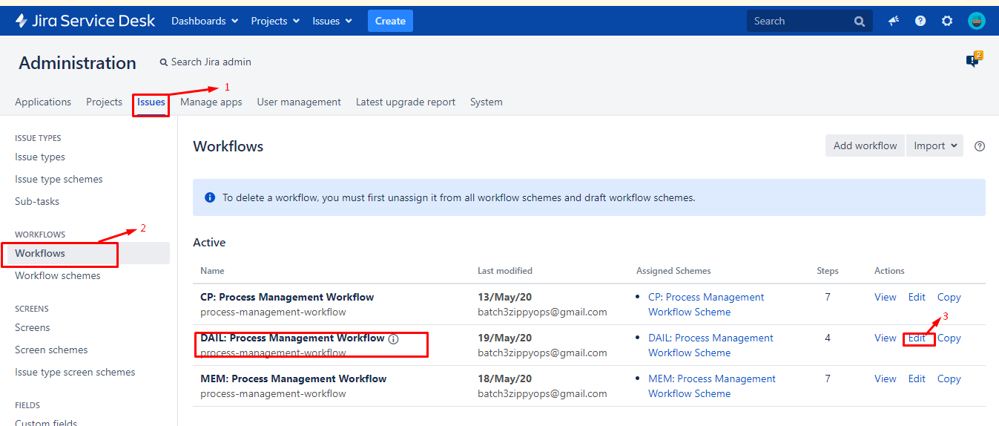 Jira Service Desk Dashboards Projects Issues Create Search
Administration Search Jira admin 2
1
Applications Projects Issues Manage apps User management Latest upgrade report System
ISSUE TYPES
Issue types
Issue type schemes
Sub-tasks
WORKFLOWS
2
Workflows
Workflow schemes
SCREENS
Screens
Screen schemes
Issue type screen schemes
FIELDS
Custom fields
Workflows Add workflow Import
To delete a workflow, you must first unassign it from all workflow schemes and draft workflow schemes.
Active
Name Last modified Assigned Schemes Steps Actions
CP: Process Management Workflow 13/May/20 CP: Process Management 7 View Edit Copy
process-management-workflow batch3zippyops@gmail.com Workflow Scheme
3
DAIL: Process Management Workflow 19/May/20 DAIL: Process Management 4 View Edit Copy
process-management-workflow batch3zippyops@gmail.com Workflow Scheme
MEM: Process Management Workflow 18/May/20 MEM: Process Management 7 View Edit Copy
process-management-workflow batch3zippyops@gmail.com Workflow Scheme